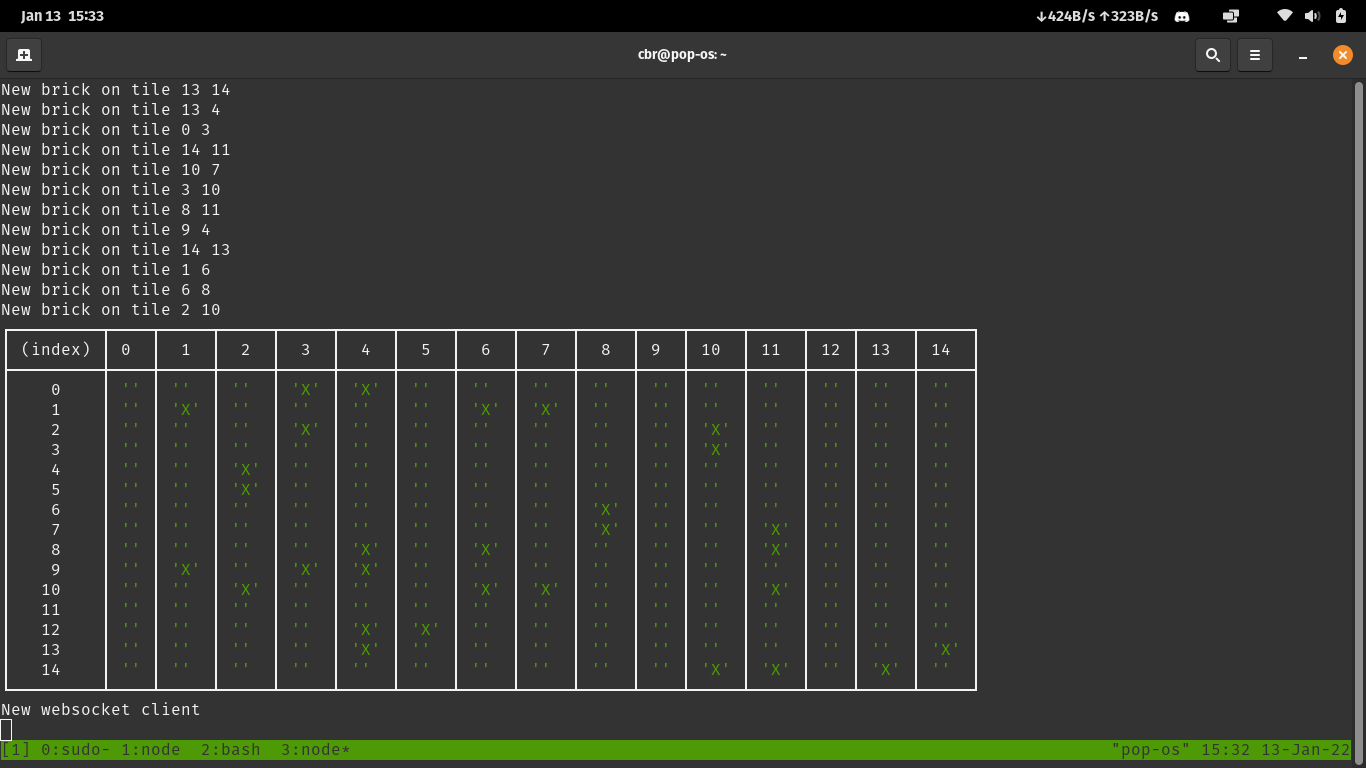 Jan 13 15:33
↓424B/s ↑323B/s
cbr@pop-os: ~
New brick on tile 13 14
New brick on tile 13 4
New brick on tile 0 3
New brick on tile 14 11
New brick on tile 10 7
New brick on tile 3 10
New brick on tile 8 11
New brick on tile 9 4
New brick on tile 14 13
New brick on tile 1 6
New brick on tile 6 8
New brick on tile 2 10
(index) 0 1 2 3 4 5 6 7 8 9 10 11 12 13 14
0 '' '' '' 'X' 'X' '' '' '' '' '' '' '' '' '' ''
1 '' 'X' '' '' '' '' 'X' 'X' '' '' '' '' '' '' ''
2 '' '' '' 'X' '' '' '' '' '' '' 'X' '' '' '' ''
3 '' '' '' '' '' '' '' '' '' '' 'X' '' '' '' ''
4 '' '' 'X' '' '' '' '' '' '' '' '' '' '' '' ''
5 '' '' 'X' '' '' '' '' '' '' '' '' '' '' '' ''
6 '' '' '' '' '' '' '' '' 'X' '' '' '' '' '' ''
7 '' '' '' '' '' '' '' '' 'X' '' '' 'X' '' '' ''
8 '' '' '' '' 'X' '' 'X' '' '' '' '' 'X' '' '' ''
9 '' 'X' '' 'X' 'X' '' '' '' '' '' '' '' '' '' ''
10 '' '' 'X' '' '' '' 'X' 'X' '' '' '' 'X' '' '' ''
11 '' '' '' '' '' '' '' '' '' '' '' '' '' '' ''
12 '' '' '' '' 'X' 'X' '' '' '' '' '' '' '' '' ''
13 '' '' '' '' 'X' '' '' '' '' '' '' '' '' '' 'X'
14 '' '' '' '' '' '' '' '' '' '' 'X' 'X' '' 'X' ''
New websocket client
[1] 0:sudo- 1:node  2:bash  3:node* "pop-os" 15:32 13-Jan-22